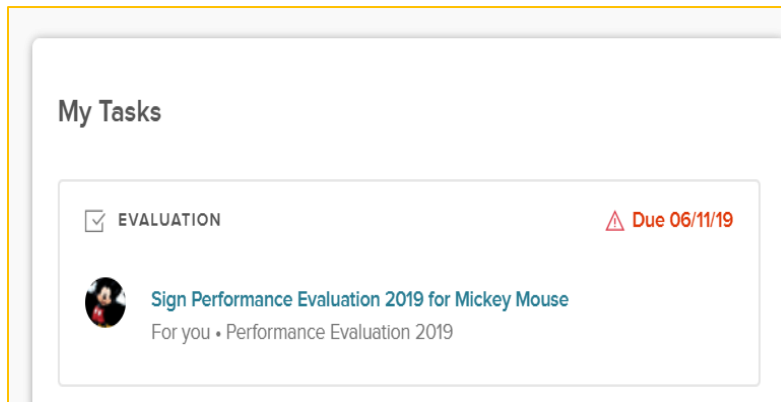 My Tasks
EVALUATION
Due 06/11/19
Sign Performance Evaluation 2019 for Mickey Mouse
For you • Performance Evaluation 2019